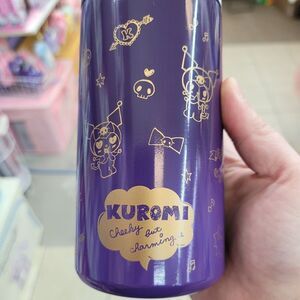 K
KUROMI
Cheeky but
charming